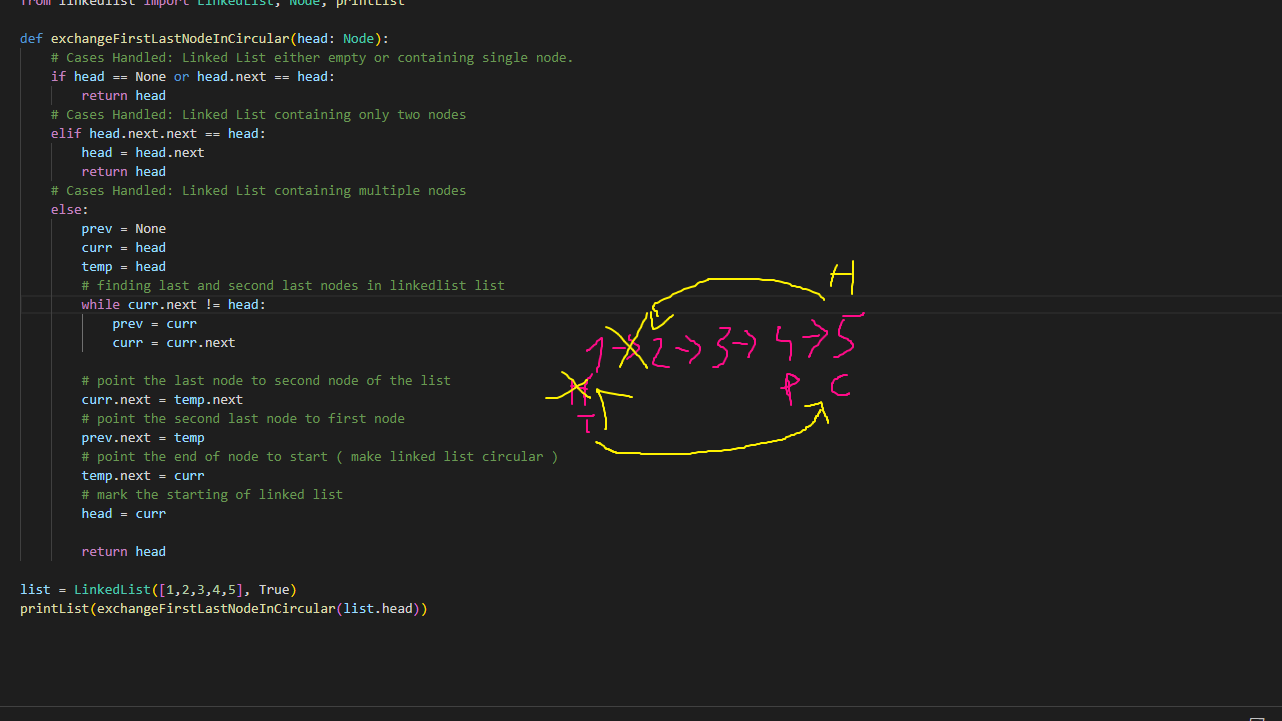 from linkedlist import LinkedList, Node, printList
def exchangeFirstLastNodeInCircular(head: Node):
# Cases Handled: Linked List either empty or containing single node.
if head == None or head.next == head:
return head
# Cases Handled: Linked List containing only two nodes
elif head.next.next == head:
head = head.next
return head
# Cases Handled: Linked List containing multiple nodes
else:
prev = None
curr = head
temp = head
# finding last and second last nodes in linkedlist list
while curr.next != head:
prev = curr
curr = curr.next
# point the last node to second node of the list
curr.next = temp.next
# point the second last node to first node
prev.next = temp
# point the end of node to start ( make linked list circular )
temp.next = curr
# mark the starting of linked list
head = curr
return head
list = LinkedList([1,2,3,4,5], True)
printList(exchangeFirstLastNodeInCircular(list.head))
H
1 → 2 → 3 → 4 → 5
H P C
T